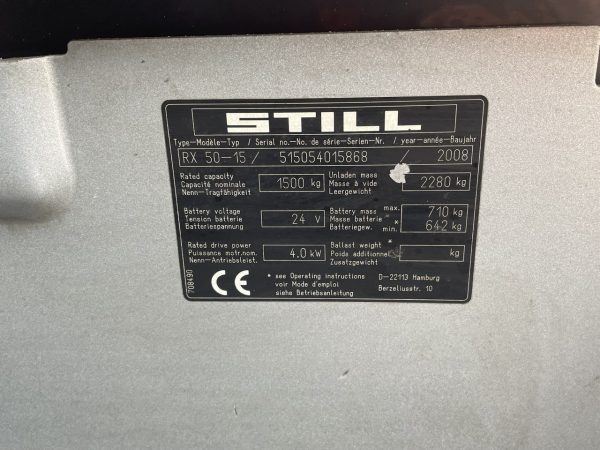 STILL
Type-Modèle-Typ / Serial no.-No. de série-Serien-Nr. / year-année-Baujahr
RX 50-15 / 515054015868 / 2008
Rated capacity
Capacité nominale
Nenn-Tragfähigkeit
1500 kg
Unladen mass
Masse à vide
Leergewicht
2280 kg
Battery voltage
Tension batterie
Batteriespannung
24 V
Battery mass max.
Masse batterie *
Batteriegew. min.
710 kg
642 kg
Rated drive power
Puissance motr.nom.
Nenn-Antriebsleist.
4.0 kW
Ballast weight *
Poids additionnel
Zusatzgewicht
kg
* see Operating instructions
voir Mode d'emploi
siehe Betriebsanleitung
D-22113 Hamburg
Berzeliusstr. 10
708490
CE